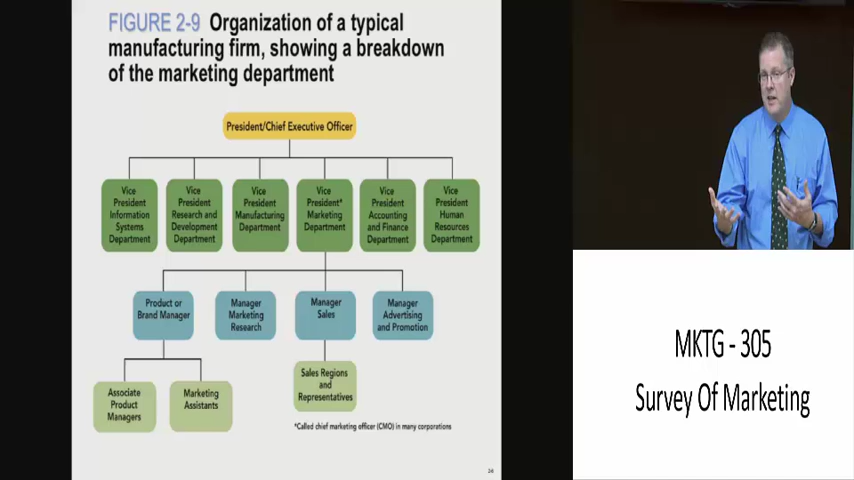 FIGURE 2-9 Organization of a typical
manufacturing firm, showing a breakdown
of the marketing department
President/Chief Executive Officer
Vice
President
Information
Systems
Department
Vice
President
Research and
Development
Department
Vice
President
Manufacturing
Department
Vice
President*
Marketing
Department
Vice
President
Accounting
and Finance
Department
Vice
President
Human
Resources
Department
Product or
Brand Manager
Manager
Marketing
Research
Manager
Sales
Manager
Advertising
and Promotion
Associate
Product
Managers
Marketing
Assistants
Sales Regions
and
Representatives
*Called chief marketing officer (CMO) in many corporations
MKTG - 305
Survey Of Marketing